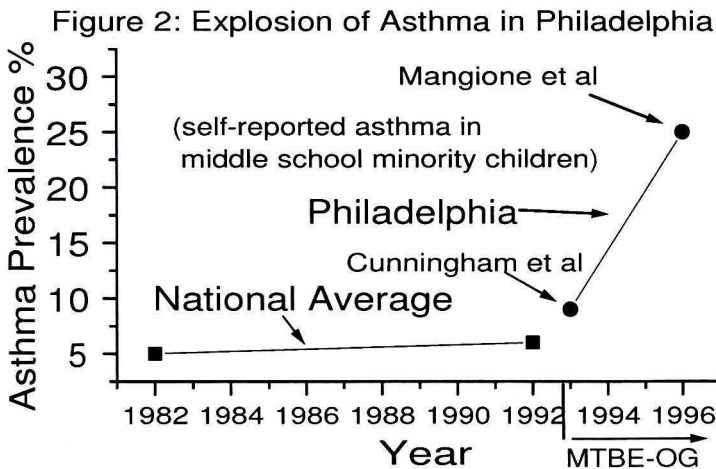 Figure 2: Explosion of Asthma in Philadelphia
Asthma Prevalence %
30
25
20
15
10
5
Mangione et al
(self-reported asthma in
middle school minority children)
Philadelphia
Cunningham et al
National Average
1982 1984 1986 1988 1990 1992 1994 1996
Year
MTBE-OG